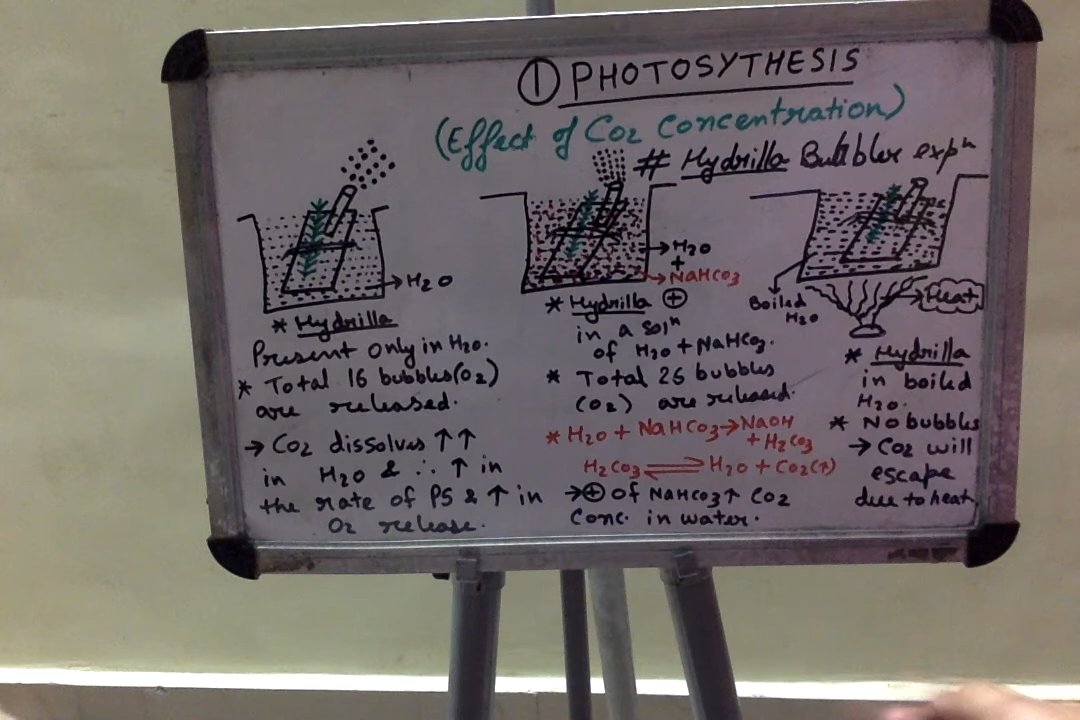 ① PHOTOSYTHESIS
(Effect of CO2 Concentration)
# Hydrilla Bubbler expⁿ
→ H2O
* Hydrilla
Present Only in H2O.
* Total 16 bubbles (O2)
are released.
→ CO2 dissolves ↑↑
in H2O & ∴ ↑ in
the rate of PS & ↑ in
O2 release.
→ H2O
+
→ NaHCO3
* Hydrilla ⊕
in a solⁿ
of H2O + NaHCO3.
* Total 26 bubbles
(O2) are released.
* H2O + NaHCO3 → NaOH
+ H2CO3
H2CO3 ⇌ H2O + CO2(↑)
→ ⊕ of NaHCO3 ↑ CO2
Conc. in water.
Boiled
H2O
→ Heat
* Hydrilla
in boiled
H2O.
* No bubbles
→ CO2 will
escape
due to heat